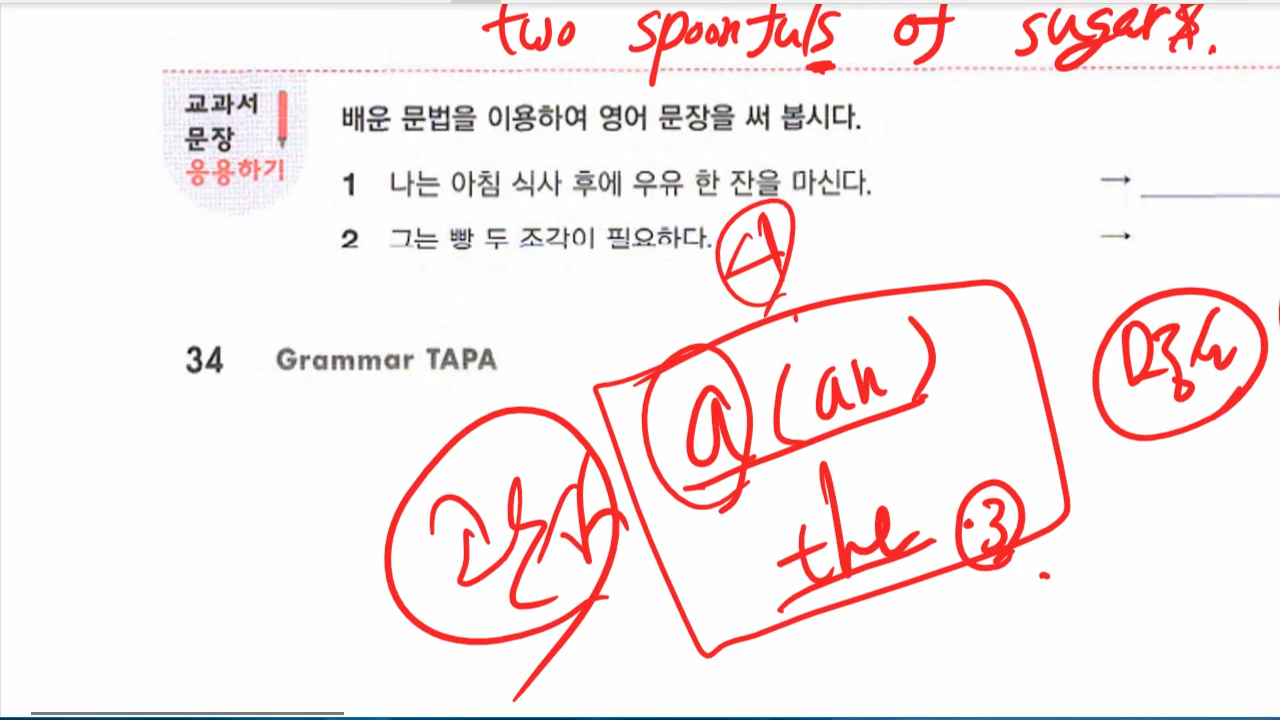 two spoonfuls of sugars.
교과서 문장 응용하기
배운 문법을 이용하여 영어 문장을 써 봅시다.
1 나는 아침 식사 후에 우유 한 잔을 마신다. →
2 그는 빵 두 조각이 필요하다. →
4
a (an)
the 3
관사
34 Grammar TAPA